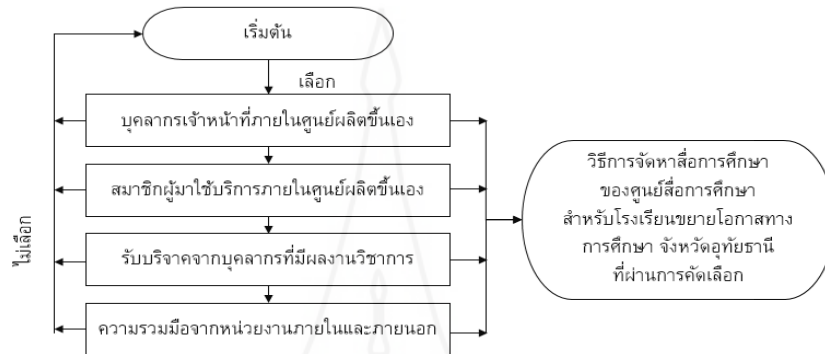 เริ่มต้น
เลือก
บุคลากรเจ้าหน้าที่ภายในศูนย์ผลิตขึ้นเอง
สมาชิกผู้มาใช้บริการภายในศูนย์ผลิตขึ้นเอง
รับบริจาคจากบุคลากรที่มีผลงานวิชาการ
ความรวมมือจากหน่วยงานภายในและภายนอก
ไม่เลือก
วิธีการจัดหาสื่อการศึกษา
ของศูนย์สื่อการศึกษา
สำหรับโรงเรียนขยายโอกาสทาง
การศึกษา จังหวัดอุทัยธานี
ที่ผ่านการคัดเลือก